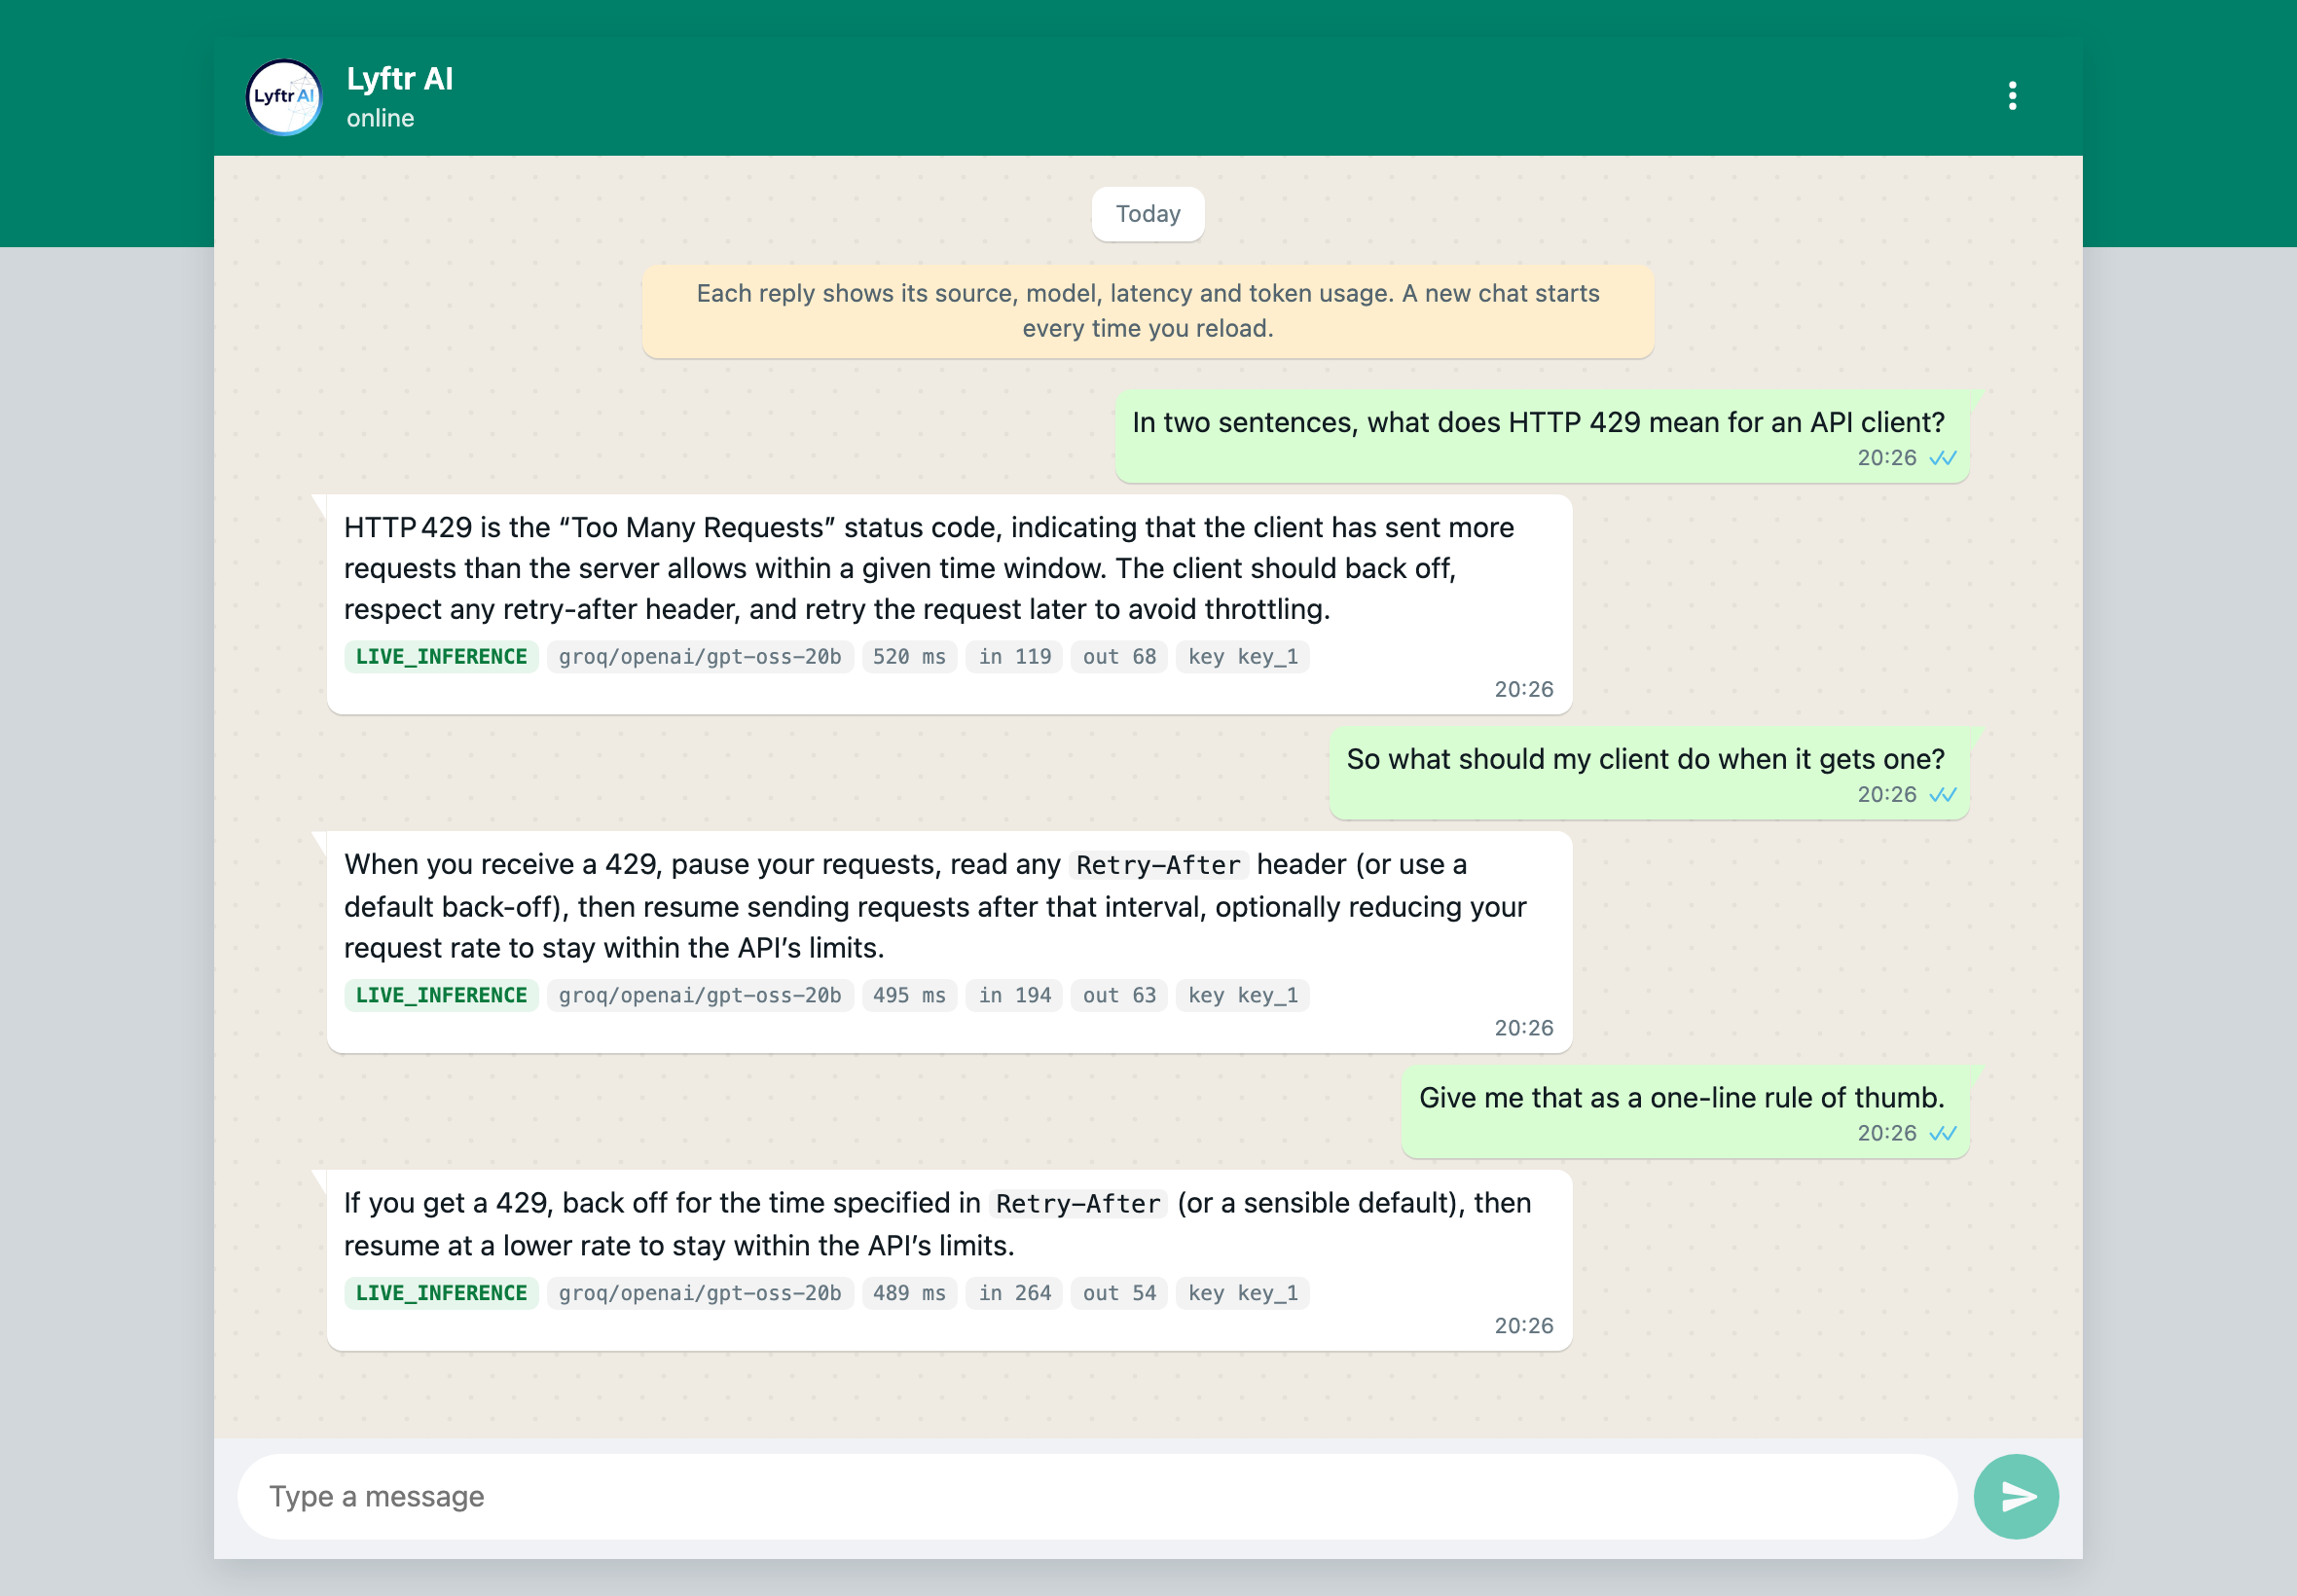 Lyftr AI
Lyftr AI
online
Today
Each reply shows its source, model, latency and token usage. A new chat starts
every time you reload.
In two sentences, what does HTTP 429 mean for an API client?
20:26
HTTP 429 is the “Too Many Requests” status code, indicating that the client has sent more
requests than the server allows within a given time window. The client should back off,
respect any retry-after header, and retry the request later to avoid throttling.
LIVE_INFERENCE groq/openai/gpt-oss-20b 520 ms in 119 out 68 key key_1
20:26
So what should my client do when it gets one?
20:26
When you receive a 429, pause your requests, read any Retry-After header (or use a
default back-off), then resume sending requests after that interval, optionally reducing your
request rate to stay within the API’s limits.
LIVE_INFERENCE groq/openai/gpt-oss-20b 495 ms in 194 out 63 key key_1
20:26
Give me that as a one-line rule of thumb.
20:26
If you get a 429, back off for the time specified in Retry-After (or a sensible default), then
resume at a lower rate to stay within the API’s limits.
LIVE_INFERENCE groq/openai/gpt-oss-20b 489 ms in 264 out 54 key key_1
20:26
Type a message